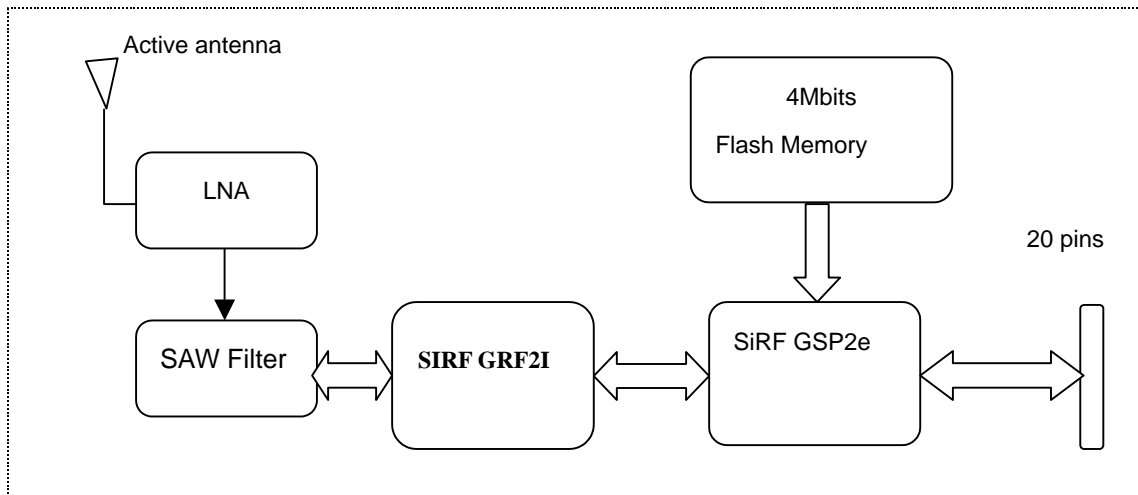 Active antenna
4Mbits
Flash Memory
LNA
20 pins
SAW Filter
SIRF GRF2I
SiRF GSP2e